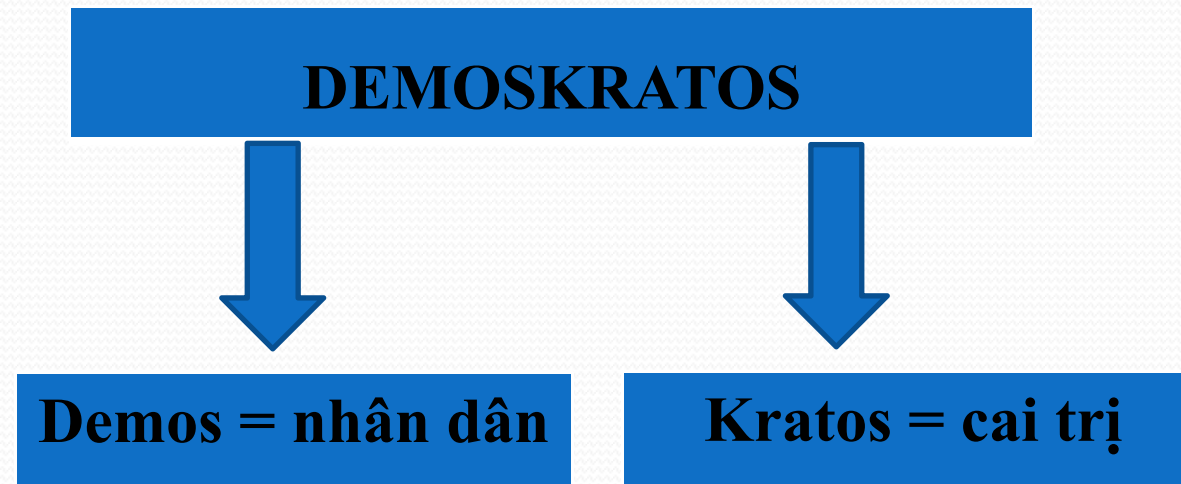 DEMOSKRATOS
Demos = nhân dân
Kratos = cai trị